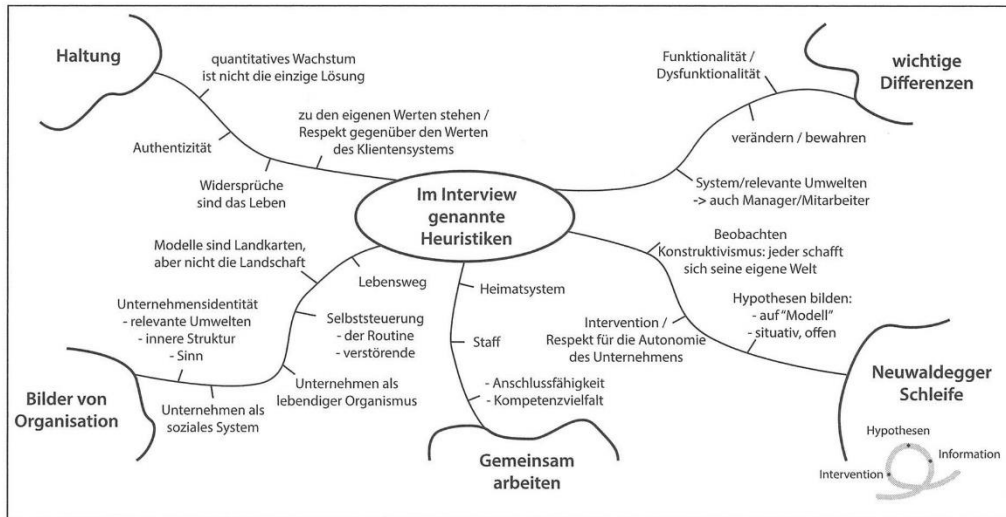 Haltung
quantitatives Wachstum
ist nicht die einzige Lösung
Authentizität
zu den eigenen Werten stehen /
Respekt gegenüber den Werten
des Klientensystems
Widersprüche
sind das Leben
Funktionalität /
Dysfunktionalität
wichtige
Differenzen
verändern / bewahren
System/relevante Umwelten
-> auch Manager/Mitarbeiter
Im Interview
genannte
Heuristiken
Modelle sind Landkarten,
aber nicht die Landschaft
Lebensweg
Unternehmensidentität
- relevante Umwelten
- innere Struktur
- Sinn
Selbststeuerung
- der Routine
- verstörende
Bilder von
Organisation
Unternehmen als
soziales System
Unternehmen als
lebendiger Organismus
Heimatsystem
Staff
- Anschlussfähigkeit
- Kompetenzvielfalt
Gemeinsam
arbeiten
Beobachten
Konstruktivismus: jeder schafft
sich seine eigene Welt
Hypothesen bilden:
- auf "Modell"
- situativ, offen
Intervention /
Respekt für die Autonomie
des Unternehmens
Neuwaldegger
Schleife
Hypothesen
Information
Intervention